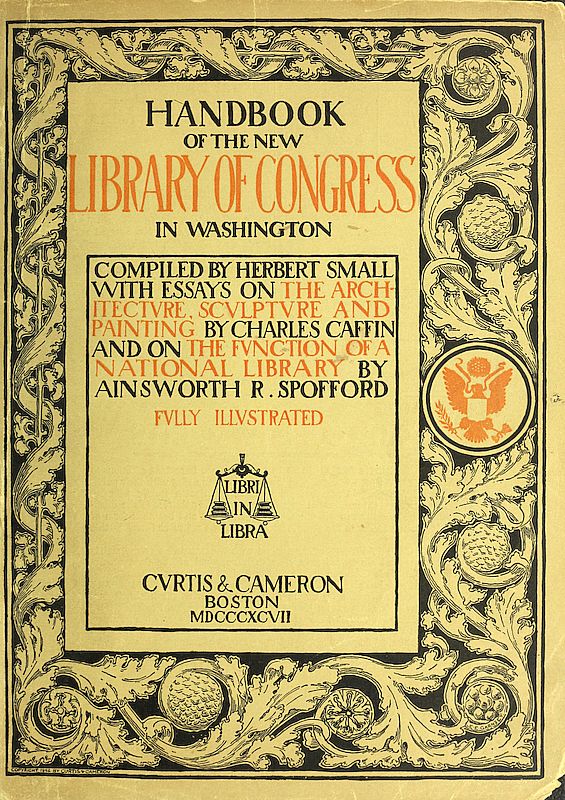 HANDBOOK
OF THE NEW
LIBRARY OF CONGRESS
IN WASHINGTON
COMPILED BY HERBERT SMALL
WITH ESSAYS ON THE ARCH-
ITECTVRE, SCVLPTVRE AND
PAINTING BY CHARLES CAFFIN
AND ON THE FVNCTION OF A
NATIONAL LIBRARY BY
AINSWORTH R. SPOFFORD
FVLLY ILLVSTRATED
LIBRI
IN
LIBRA
CVRTIS & CAMERON
BOSTON
MDCCCXCVII